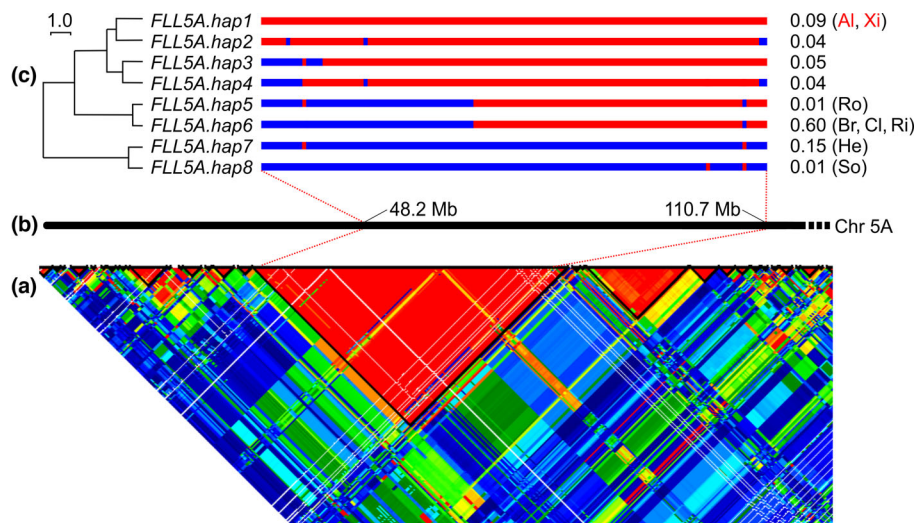 1.0
FLL5A.hap1 0.09 (Al, Xi)
FLL5A.hap2 0.04
(c) FLL5A.hap3 0.05
FLL5A.hap4 0.04
FLL5A.hap5 0.01 (Ro)
FLL5A.hap6 0.60 (Br, Cl, Ri)
FLL5A.hap7 0.15 (He)
FLL5A.hap8 0.01 (So)
48.2 Mb 110.7 Mb
(b) Chr 5A
(a)